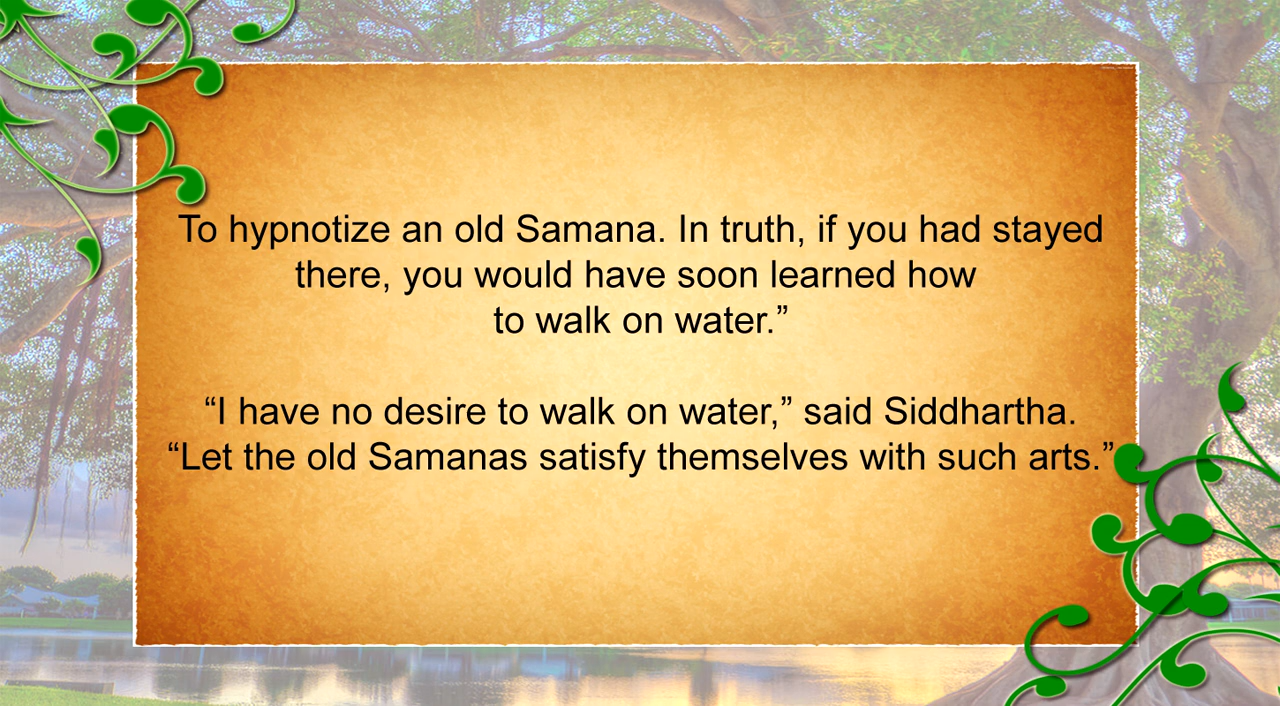 To hypnotize an old Samana. In truth, if you had stayed
there, you would have soon learned how
to walk on water.”
“I have no desire to walk on water,” said Siddhartha.
“Let the old Samanas satisfy themselves with such arts.”